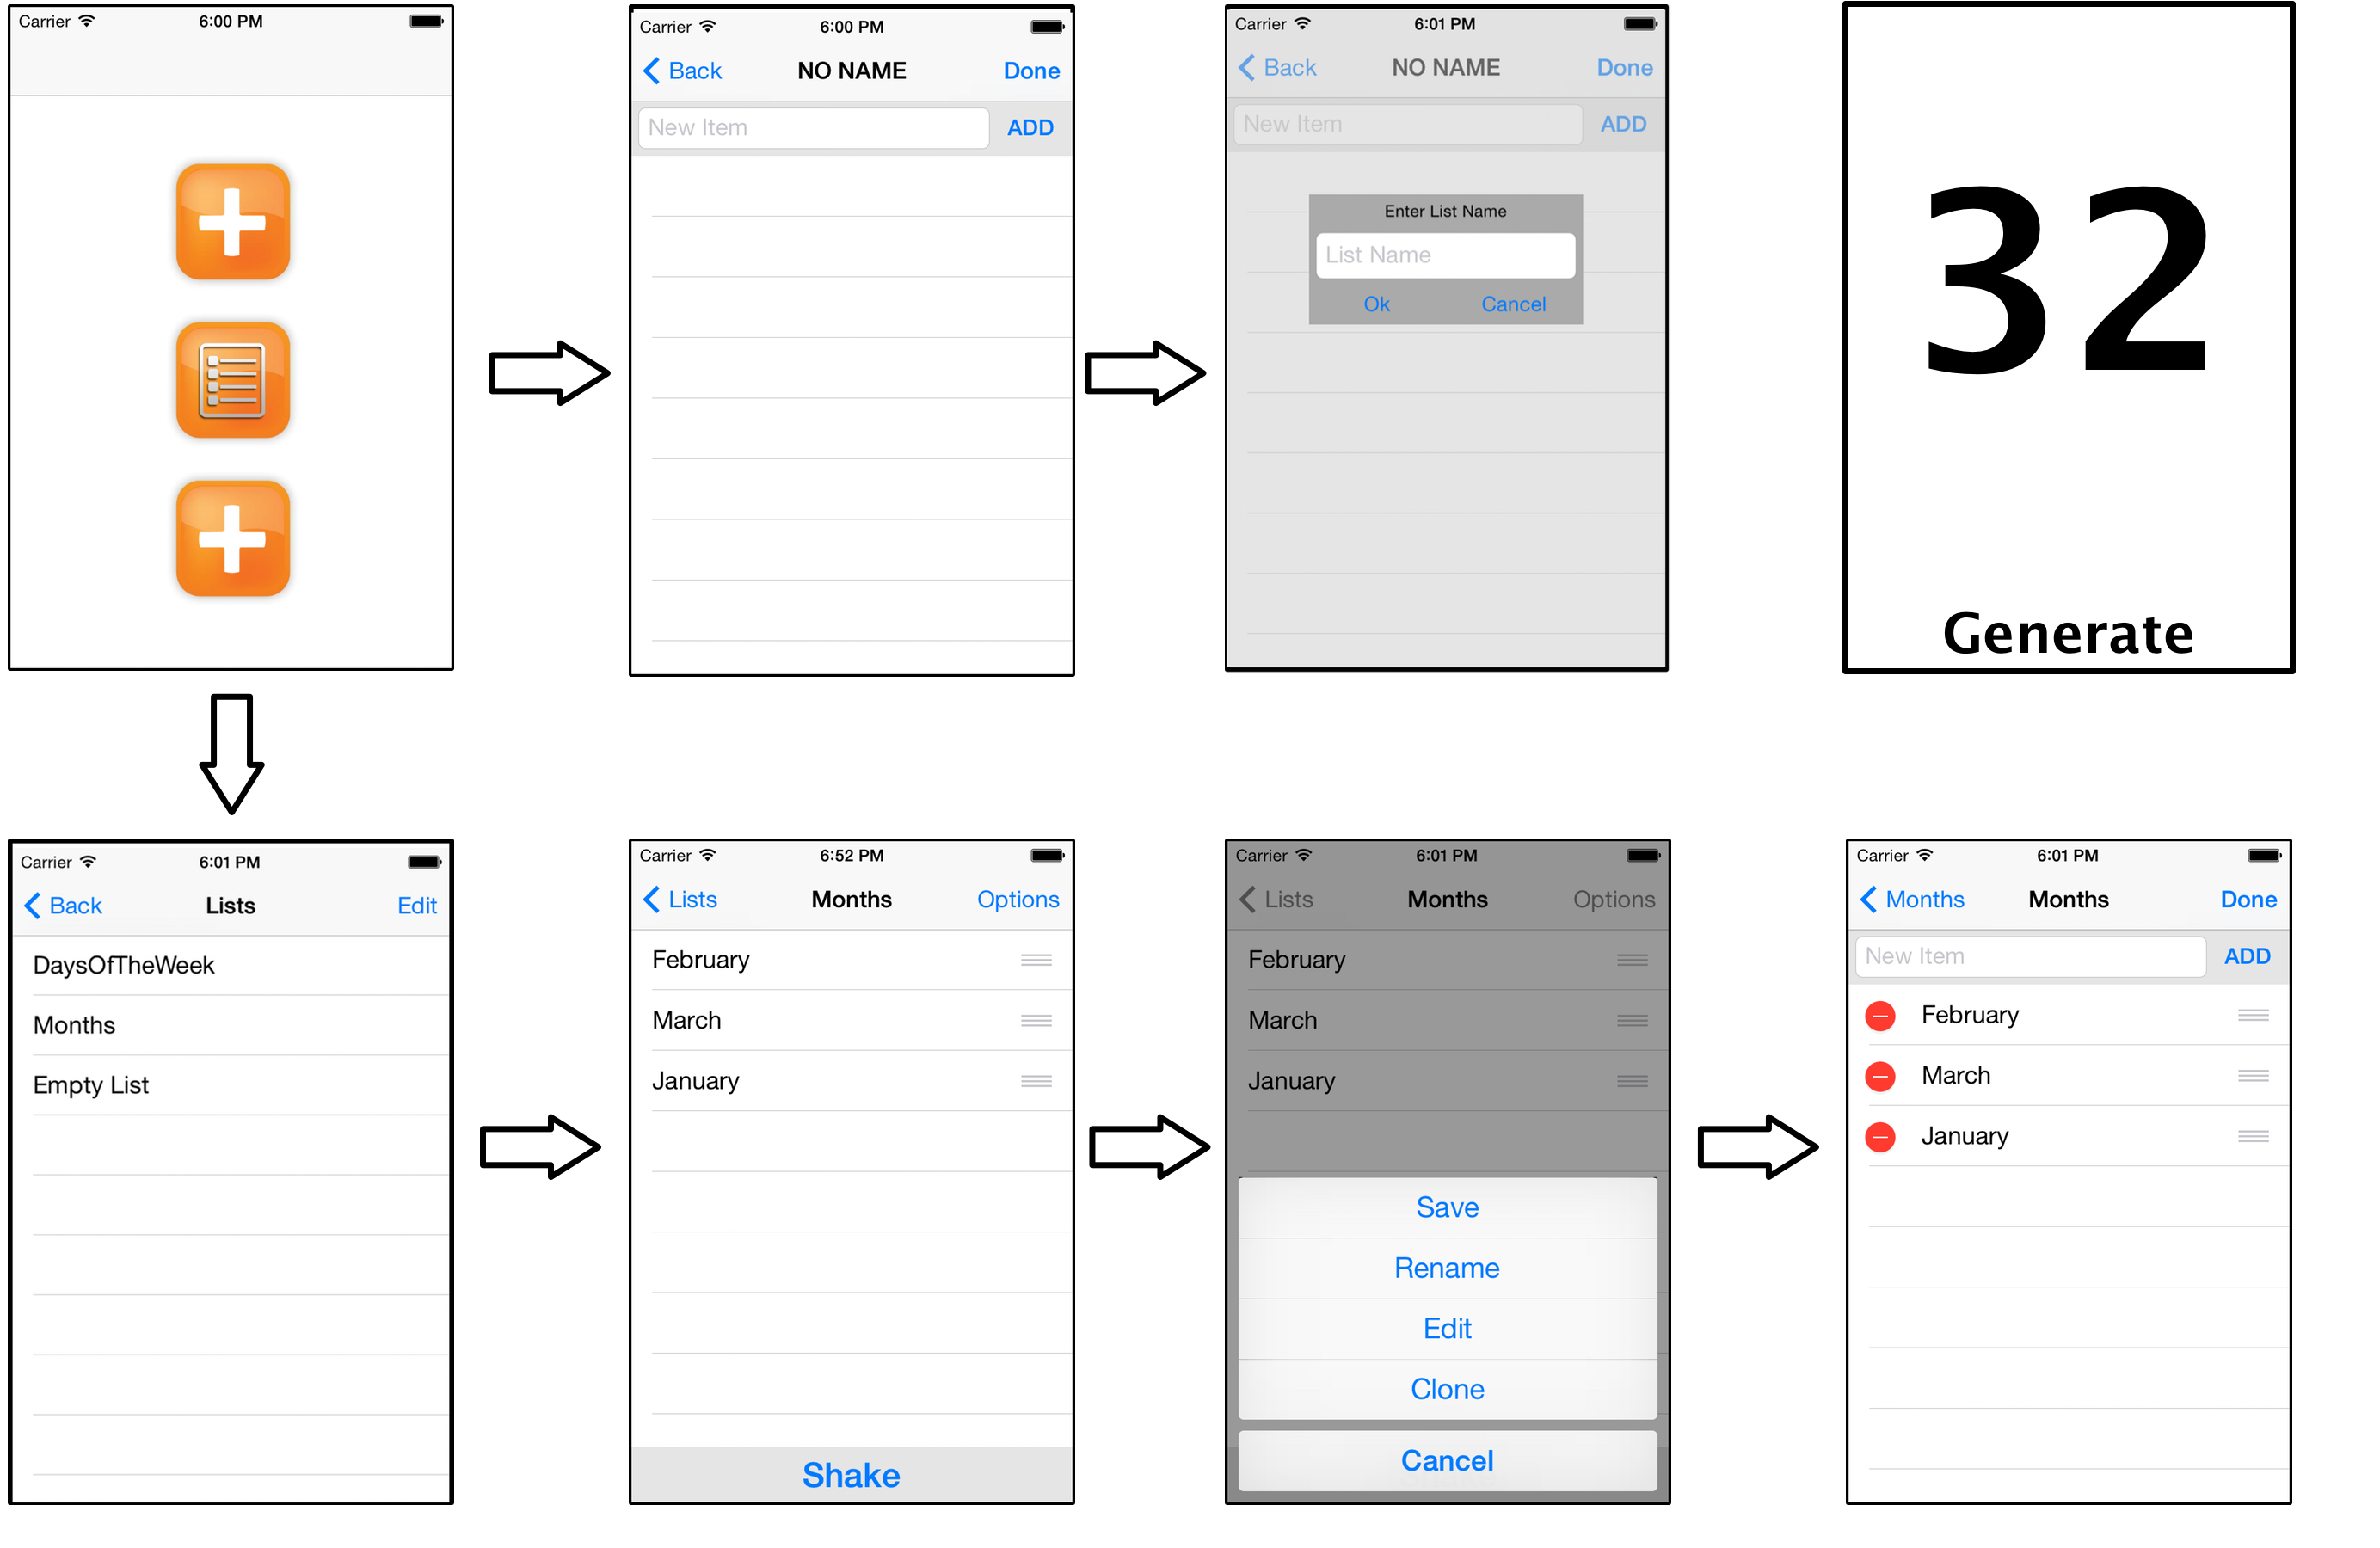 Carrier 6:00 PM
Carrier 6:00 PM
Back NO NAME Done
New Item ADD
Carrier 6:01 PM
Back NO NAME Done
New Item ADD
Enter List Name
List Name
Ok Cancel
32
Generate
Carrier 6:01 PM
Back Lists Edit
DaysOfTheWeek
Months
Empty List
Carrier 6:52 PM
Lists Months Options
February
March
January
Shake
Carrier 6:01 PM
Lists Months Options
February
March
January
Save
Rename
Edit
Clone
Cancel
Carrier 6:01 PM
Months Months Done
New Item ADD
February
March
January